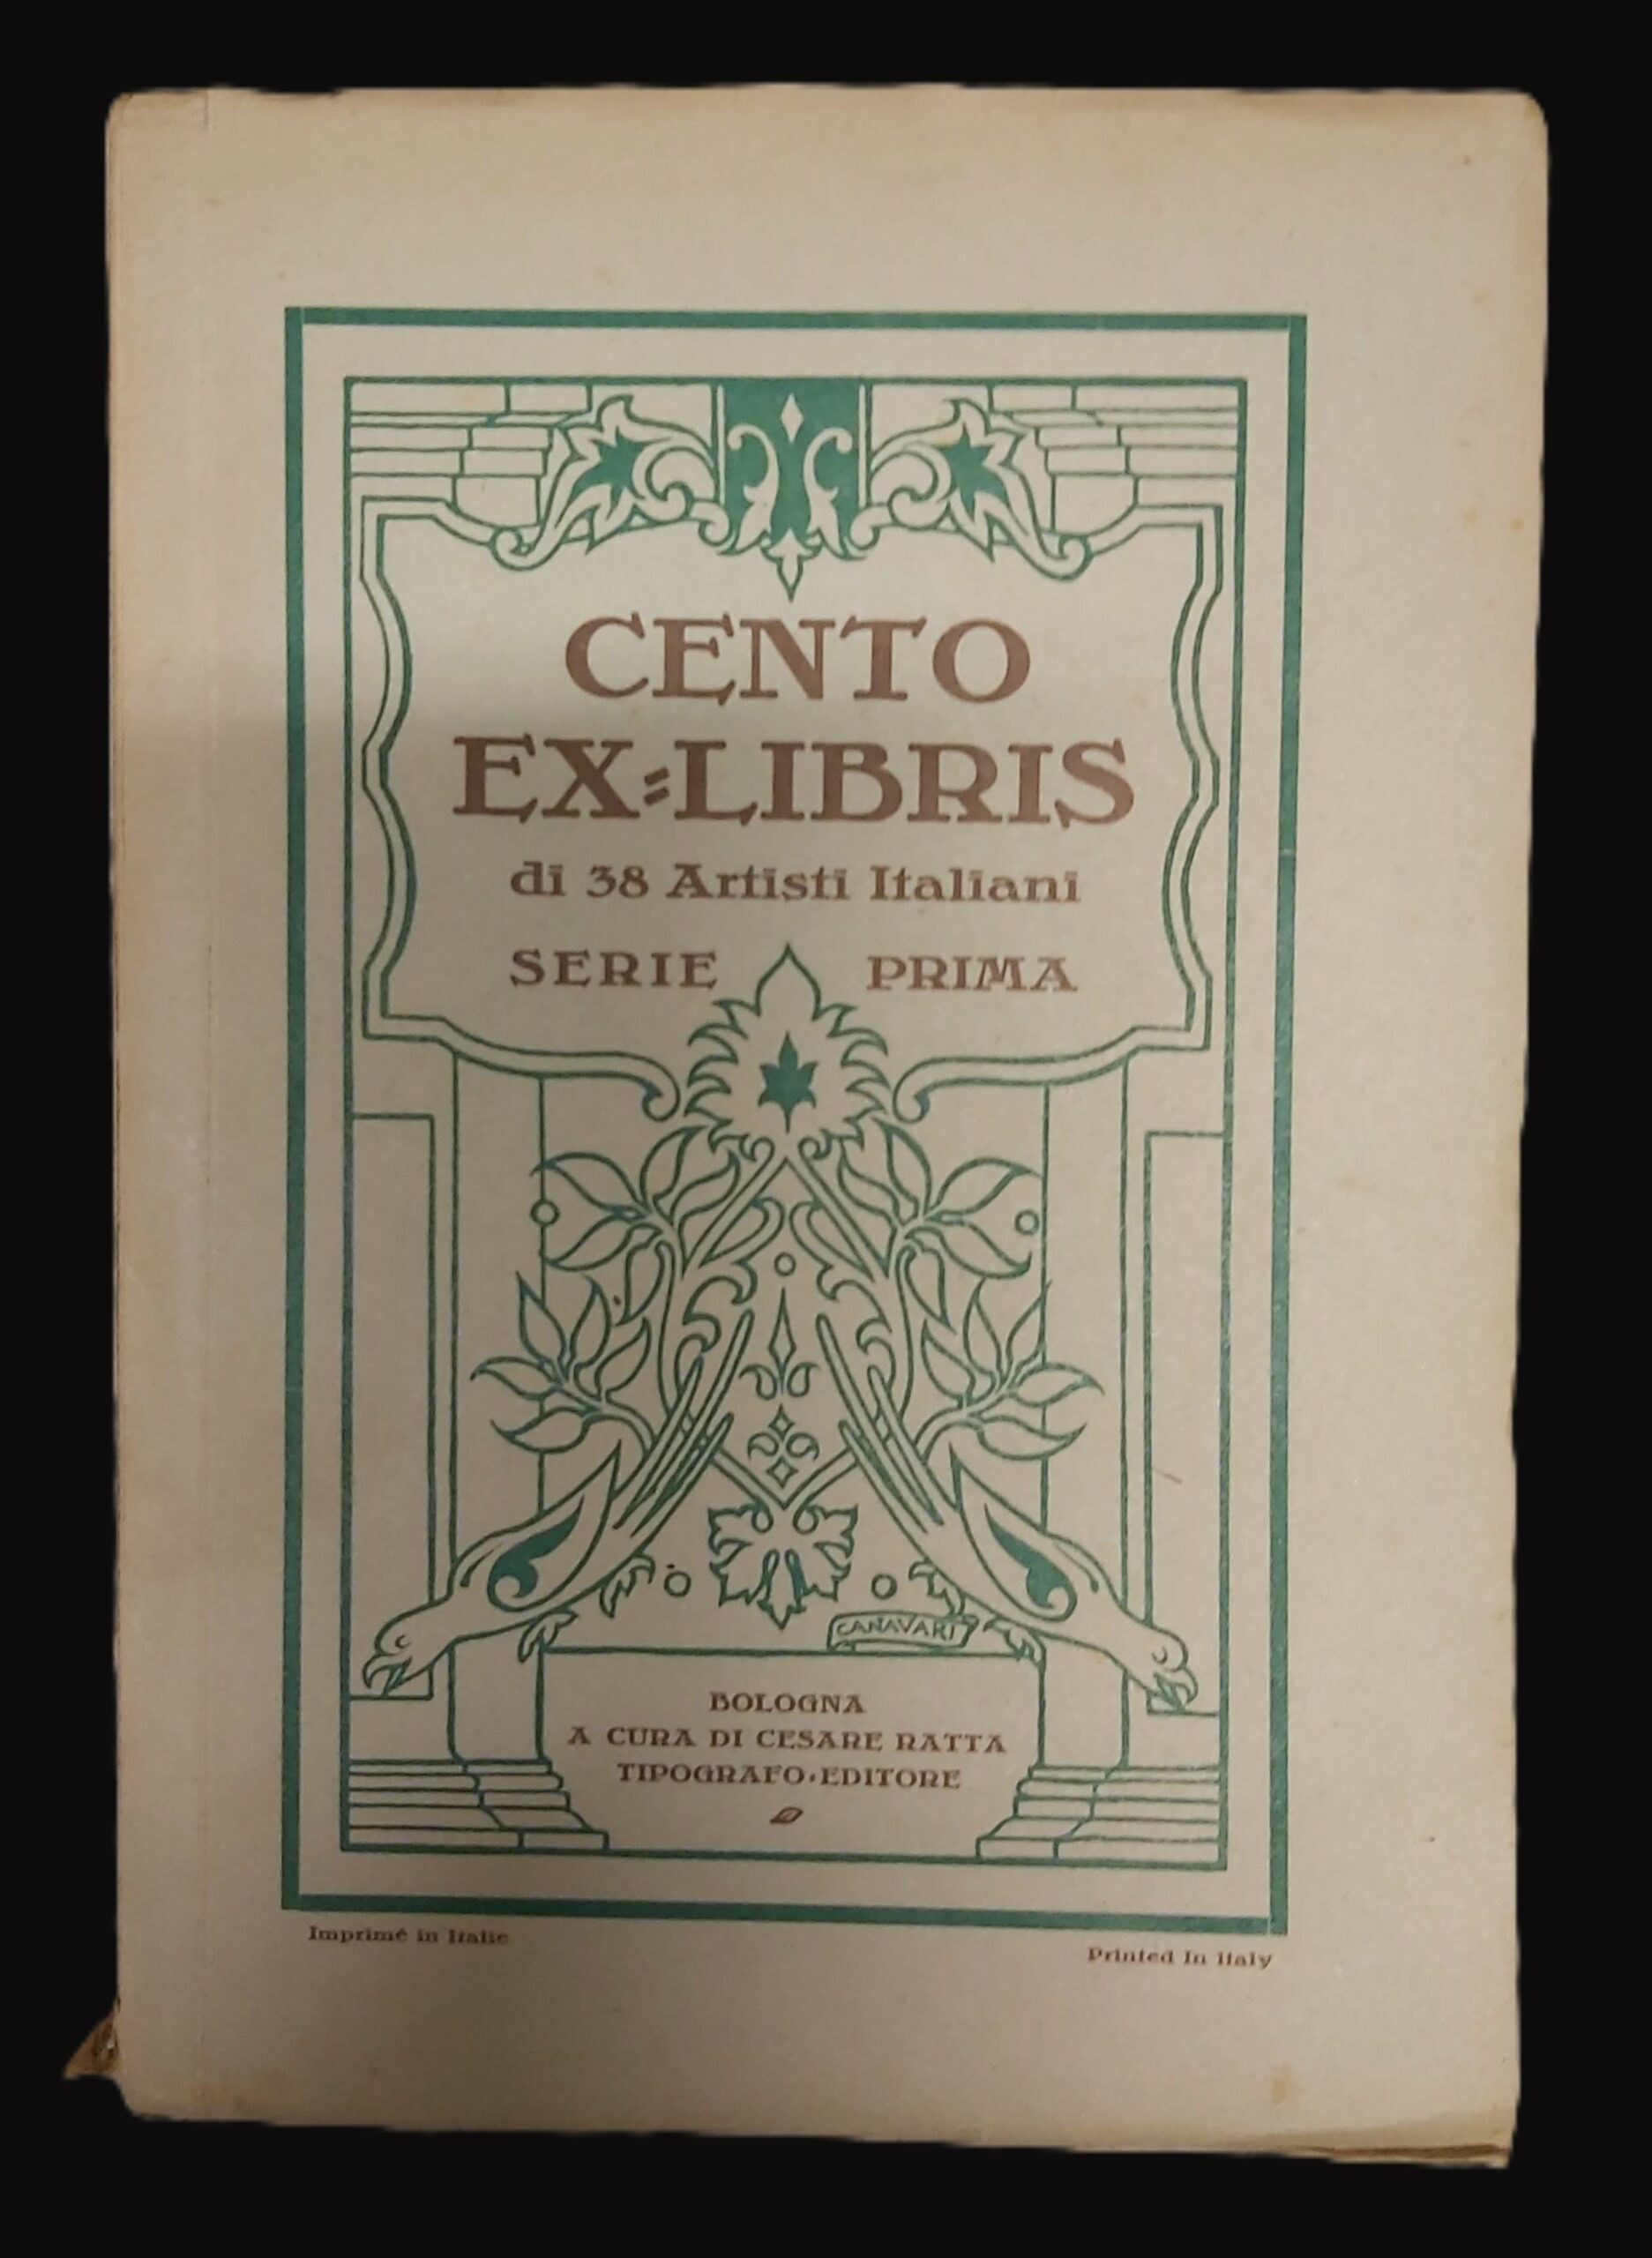 CENTO
EX=LIBRIS
di 38 Artisti Italiani
SERIE PRIMA
CANAVARI
BOLOGNA
A CURA DI CESARE RATTA
TIPOGRAFO-EDITORE
Imprimé in Italie
Printed In Italy